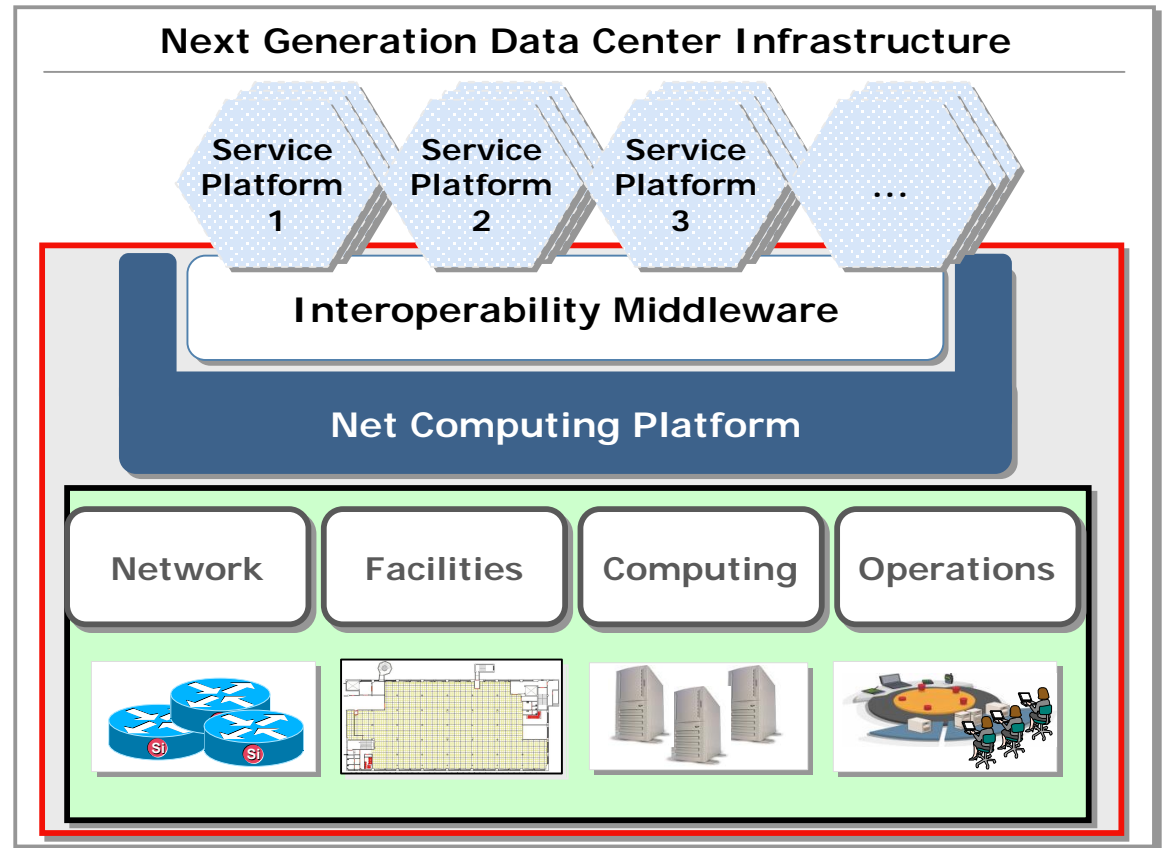 Next Generation Data Center Infrastructure
Service
Platform
1
Service
Platform
2
Service
Platform
3
...
Interoperability Middleware
Net Computing Platform
Network
Facilities
Computing
Operations
Si
Si